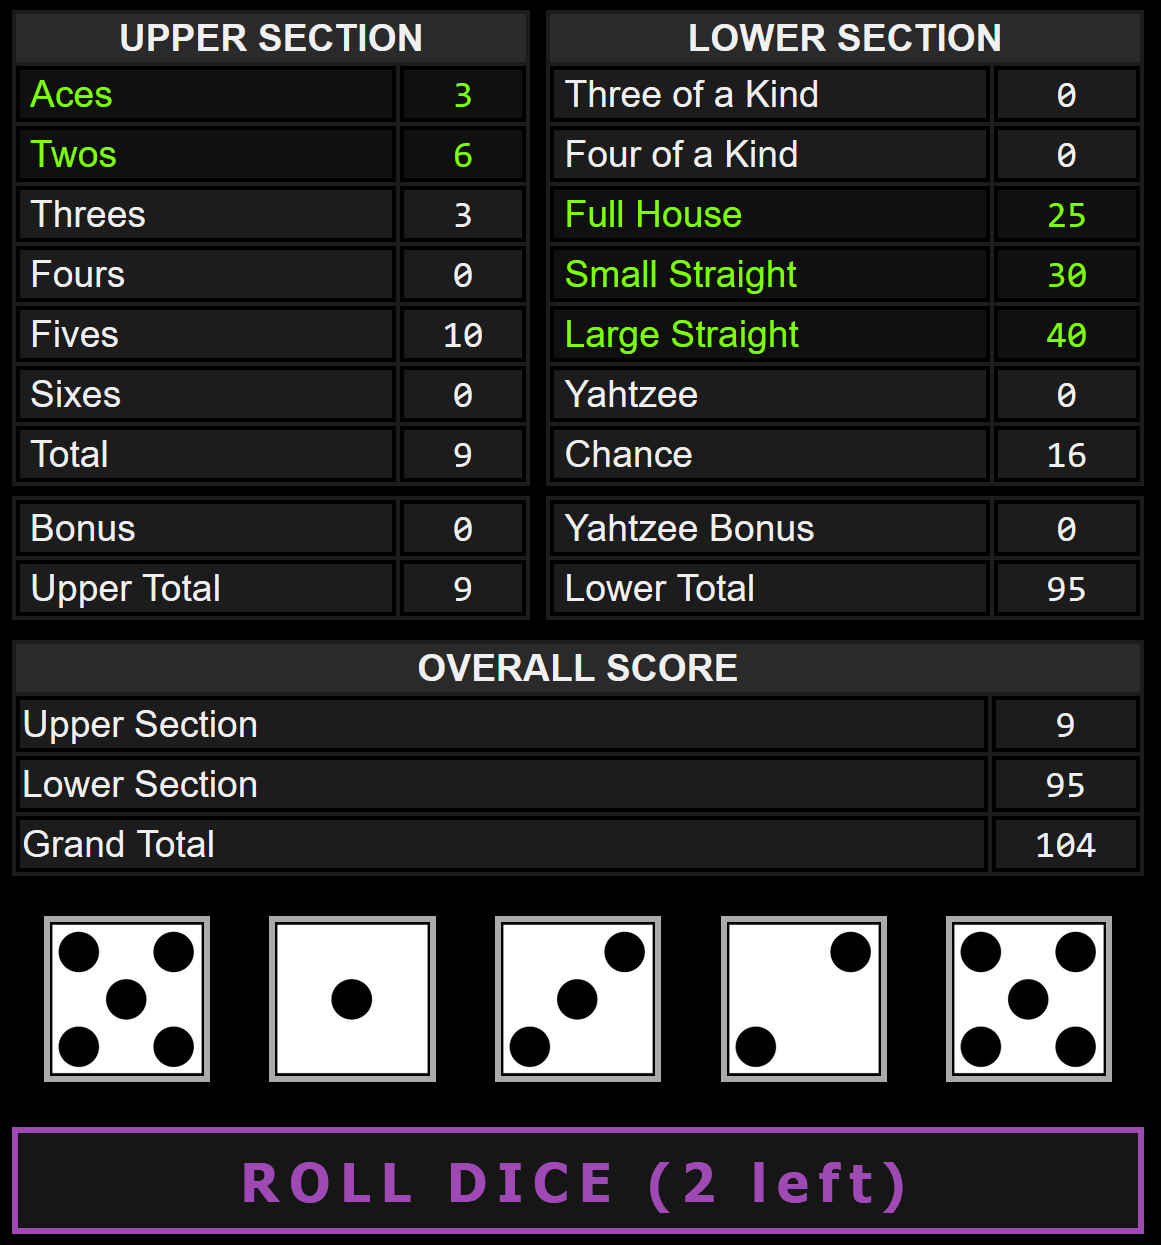 UPPER SECTION
Aces 3
Twos 6
Threes 3
Fours 0
Fives 10
Sixes 0
Total 9
Bonus 0
Upper Total 9
LOWER SECTION
Three of a Kind 0
Four of a Kind 0
Full House 25
Small Straight 30
Large Straight 40
Yahtzee 0
Chance 16
Yahtzee Bonus 0
Lower Total 95
OVERALL SCORE
Upper Section 9
Lower Section 95
Grand Total 104
ROLL DICE (2 left)